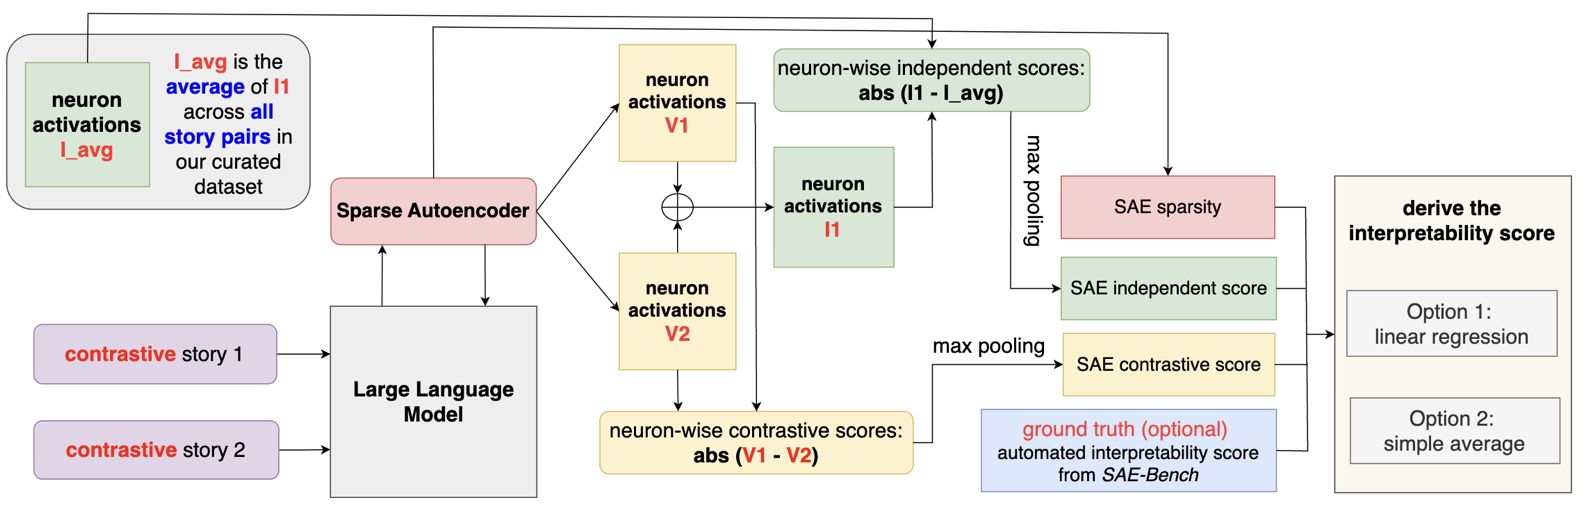 neuron
activations
I_avg
I_avg is the
average of I1
across all
story pairs in
our curated
dataset
contrastive story 1
contrastive story 2
Sparse Autoencoder
Large Language
Model
neuron
activations
V1
neuron
activations
V2
neuron
activations
I1
neuron-wise independent scores:
abs (I1 - I_avg)
neuron-wise contrastive scores:
abs (V1 - V2)
max pooling
max pooling
SAE sparsity
SAE independent score
SAE contrastive score
ground truth (optional)
automated interpretability score
from SAE-Bench
derive the
interpretability score
Option 1:
linear regression
Option 2:
simple average